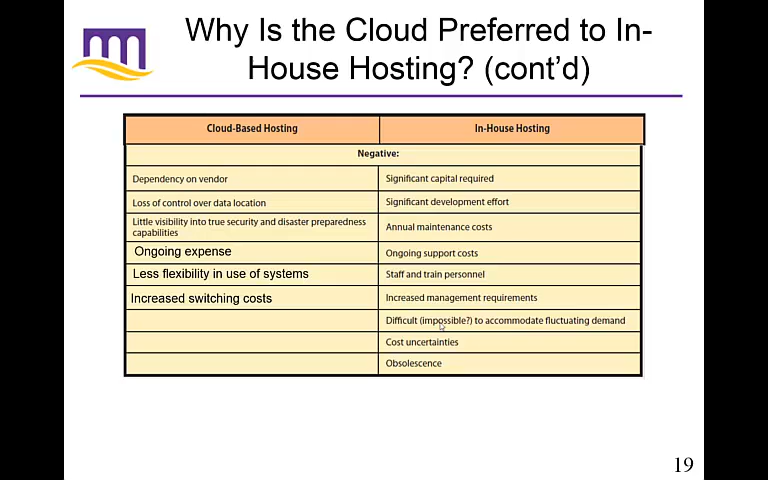 Why Is the Cloud Preferred to In-
House Hosting? (cont'd)
Cloud-Based Hosting
In-House Hosting
Negative:
Dependency on vendor
Significant capital required
Loss of control over data location
Significant development effort
Little visibility into true security and disaster preparedness
capabilities
Annual maintenance costs
Ongoing expense
Ongoing support costs
Less flexibility in use of systems
Staff and train personnel
Increased switching costs
Increased management requirements
Difficult (impossible?) to accommodate fluctuating demand
Cost uncertainties
Obsolescence
19